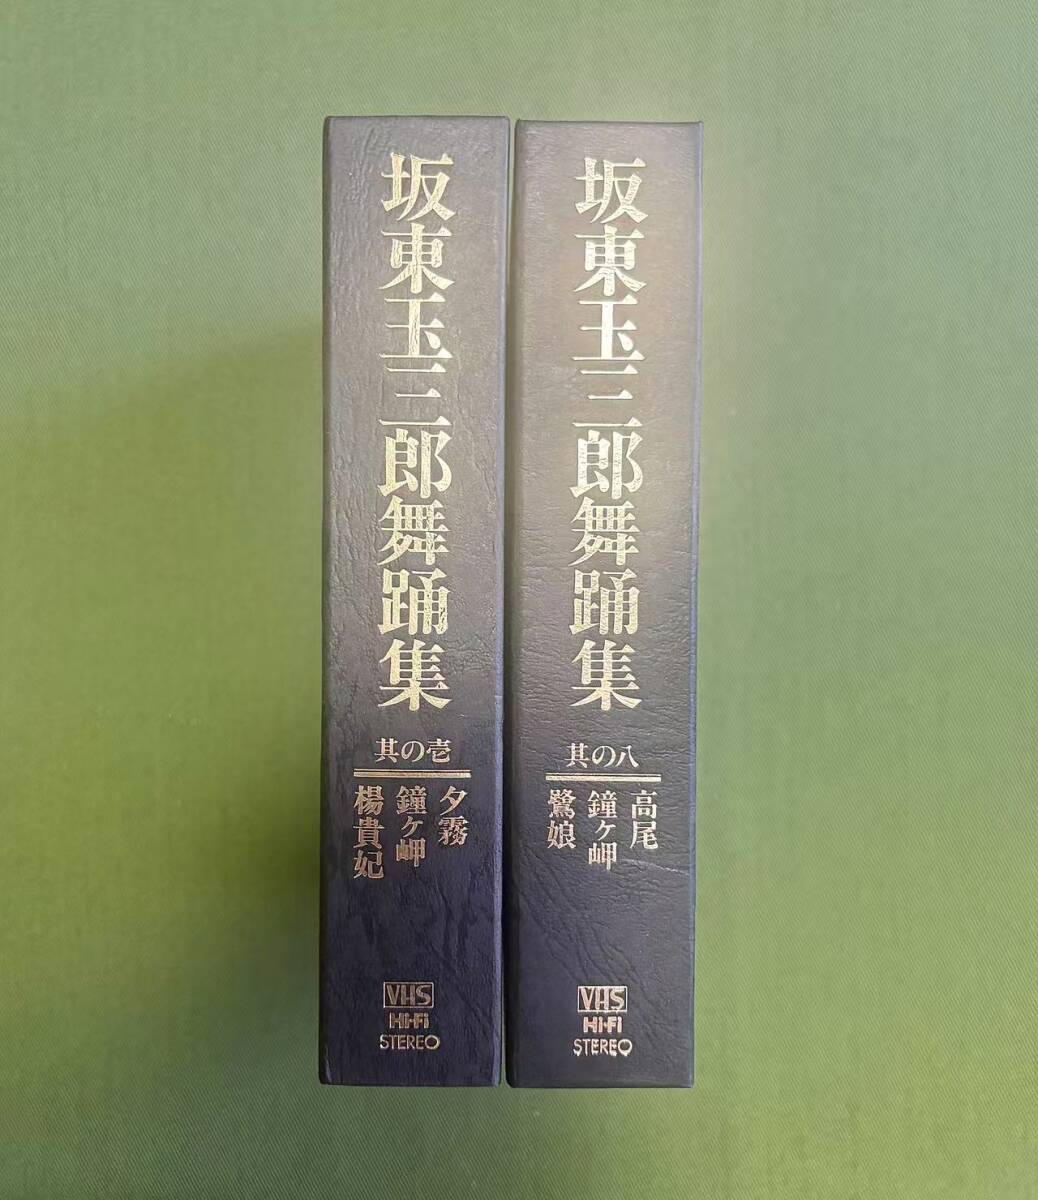 坂東玉三郎舞踊集
其の壱
夕霧
鐘ヶ岬
楊貴妃
VHS
Hi-Fi
STEREO
坂東玉三郎舞踊集
其の八
高尾
鐘ヶ岬
鷺娘
VHS
Hi-Fi
STEREO